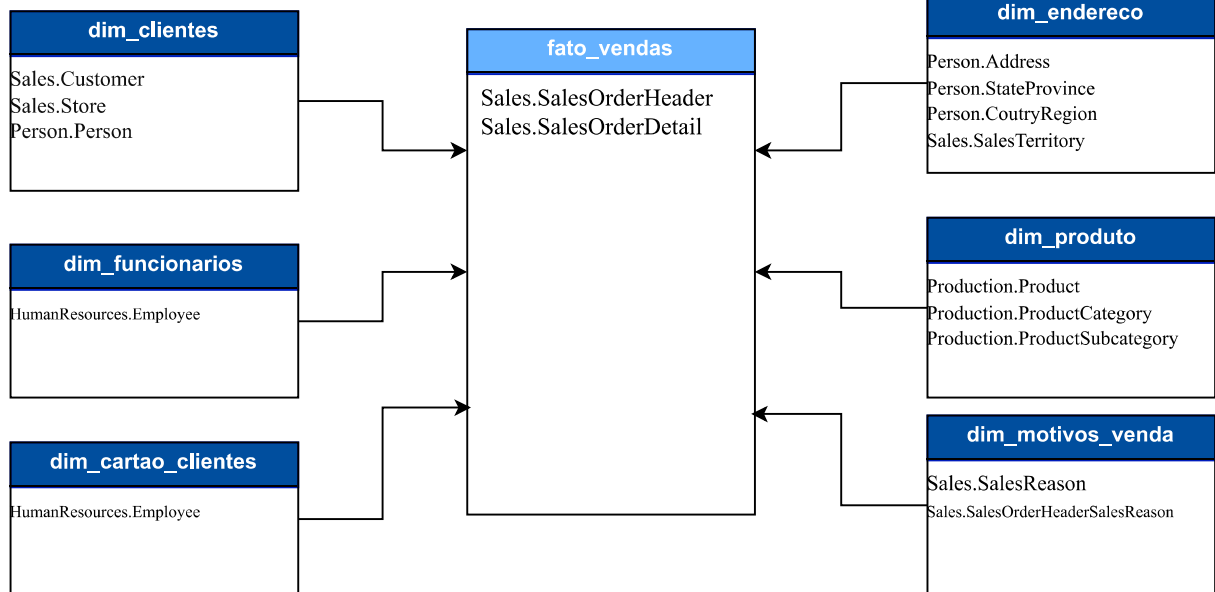 dim_clientes
Sales.Customer
Sales.Store
Person.Person
dim_funcionarios
HumanResources.Employee
dim_cartao_clientes
HumanResources.Employee
fato_vendas
Sales.SalesOrderHeader
Sales.SalesOrderDetail
dim_endereco
Person.Address
Person.StateProvince
Person.CoutryRegion
Sales.SalesTerritory
dim_produto
Production.Product
Production.ProductCategory
Production.ProductSubcategory
dim_motivos_venda
Sales.SalesReason
Sales.SalesOrderHeaderSalesReason